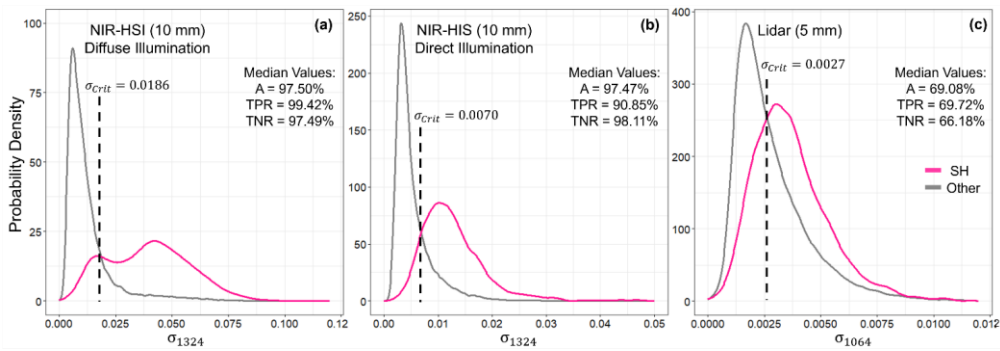 (a)
NIR-HSI (10 mm)
Diffuse Illumination
σCrit = 0.0186
Median Values:
A = 97.50%
TPR = 99.42%
TNR = 97.49%
100
75
50
25
0
Probability Density
0.000
0.025
0.050
0.075
0.100
0.12
σ1324
(b)
NIR-HIS (10 mm)
Direct Illumination
σCrit = 0.0070
Median Values:
A = 97.47%
TPR = 90.85%
TNR = 98.11%
250
200
150
100
50
0
0.00
0.01
0.02
0.03
0.04
0.05
σ1324
(c)
Lidar (5 mm)
σCrit = 0.0027
Median Values:
A = 69.08%
TPR = 69.72%
TNR = 66.18%
SH
Other
400
300
200
100
0
0.0000
0.0025
0.0050
0.0075
0.0100
0.012
σ1064